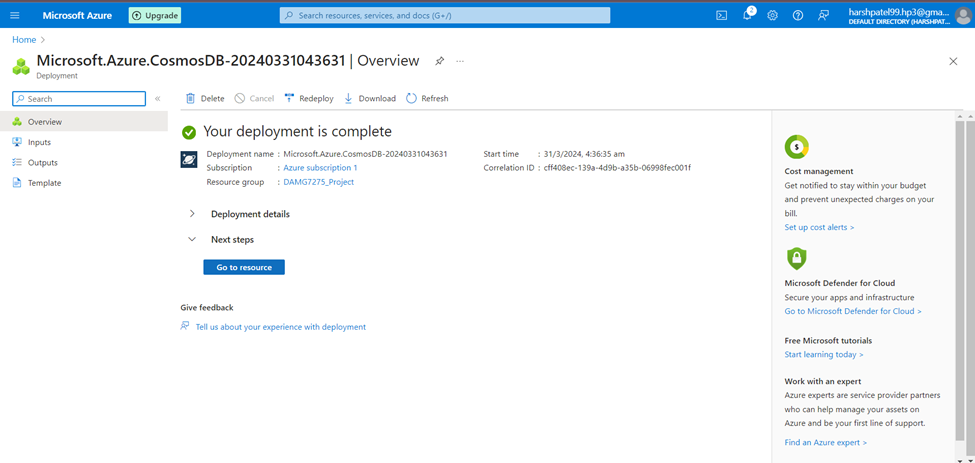 Microsoft Azure
Upgrade
Search resources, services, and docs (G+/)
2
harshpatel99.hp3@gma...
DEFAULT DIRECTORY (HARSHPAT...
Home
Microsoft.Azure.CosmosDB-20240331043631 | Overview
Deployment
Search
Delete
Cancel
Redeploy
Download
Refresh
Overview
Inputs
Outputs
Template
Your deployment is complete
Deployment name : Microsoft.Azure.CosmosDB-20240331043631
Subscription : Azure subscription 1
Resource group : DAMG7275_Project
Start time : 31/3/2024, 4:36:35 am
Correlation ID : cff408ec-139a-4d9b-a35b-06998fec001f
Deployment details
Next steps
Go to resource
Give feedback
Tell us about your experience with deployment
Cost management
Get notified to stay within your budget
and prevent unexpected charges on your
bill.
Set up cost alerts >
Microsoft Defender for Cloud
Secure your apps and infrastructure
Go to Microsoft Defender for Cloud >
Free Microsoft tutorials
Start learning today >
Work with an expert
Azure experts are service provider partners
who can help manage your assets on
Azure and be your first line of support.
Find an Azure expert >